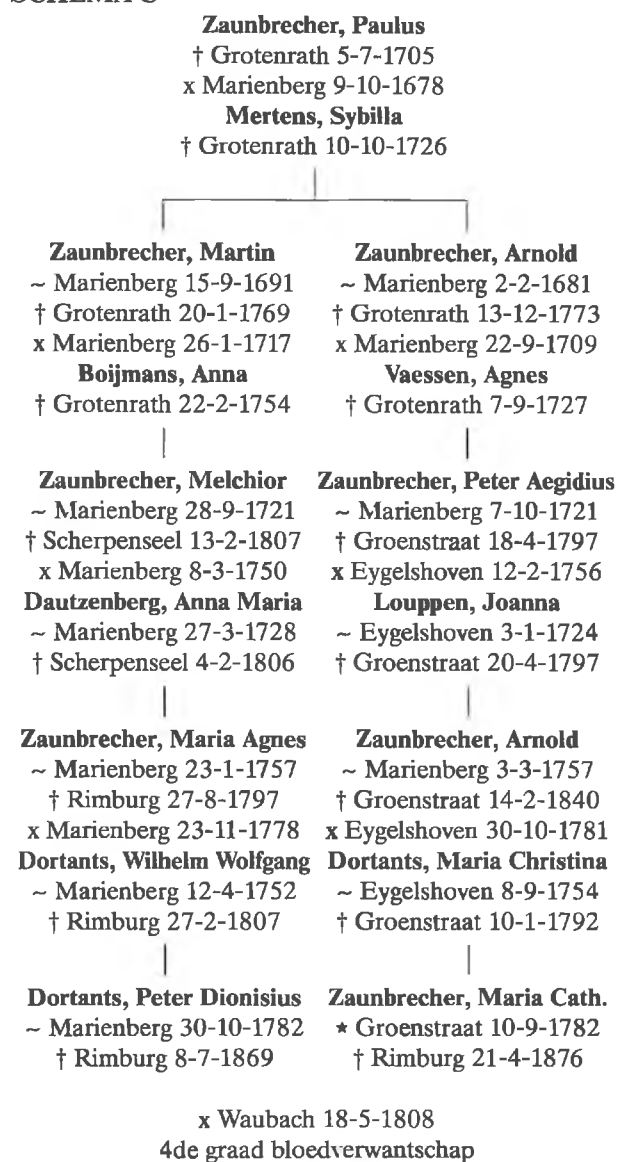 SCHEMA
Zaunbrecher, Paulus
† Grotenrath 5-7-1705
x Marienberg 9-10-1678
Mertens, Sybilla
† Grotenrath 10-10-1726
Zaunbrecher, Martin
~ Marienberg 15-9-1691
† Grotenrath 20-1-1769
x Marienberg 26-1-1717
Boijmans, Anna
† Grotenrath 22-2-1754
Zaunbrecher, Arnold
~ Marienberg 2-2-1681
† Grotenrath 13-12-1773
x Marienberg 22-9-1709
Vaessen, Agnes
† Grotenrath 7-9-1727
Zaunbrecher, Melchior
~ Marienberg 28-9-1721
† Scherpenseel 13-2-1807
x Marienberg 8-3-1750
Dautzenberg, Anna Maria
~ Marienberg 27-3-1728
† Scherpenseel 4-2-1806
Zaunbrecher, Peter Aegidius
~ Marienberg 7-10-1721
† Groenstraat 18-4-1797
x Eygelshoven 12-2-1756
Louppen, Joanna
~ Eygelshoven 3-1-1724
† Groenstraat 20-4-1797
Zaunbrecher, Maria Agnes
~ Marienberg 23-1-1757
† Rimburg 27-8-1797
x Marienberg 23-11-1778
Dortants, Wilhelm Wolfgang
~ Marienberg 12-4-1752
† Rimburg 27-2-1807
Zaunbrecher, Arnold
~ Marienberg 3-3-1757
† Groenstraat 14-2-1840
x Eygelshoven 30-10-1781
Dortants, Maria Christina
~ Eygelshoven 8-9-1754
† Groenstraat 10-1-1792
Dortants, Peter Dionisius
~ Marienberg 30-10-1782
† Rimburg 8-7-1869
Zaunbrecher, Maria Cath.
★ Groenstraat 10-9-1782
† Rimburg 21-4-1876
x Waubach 18-5-1808
4de graad bloedverwantschap